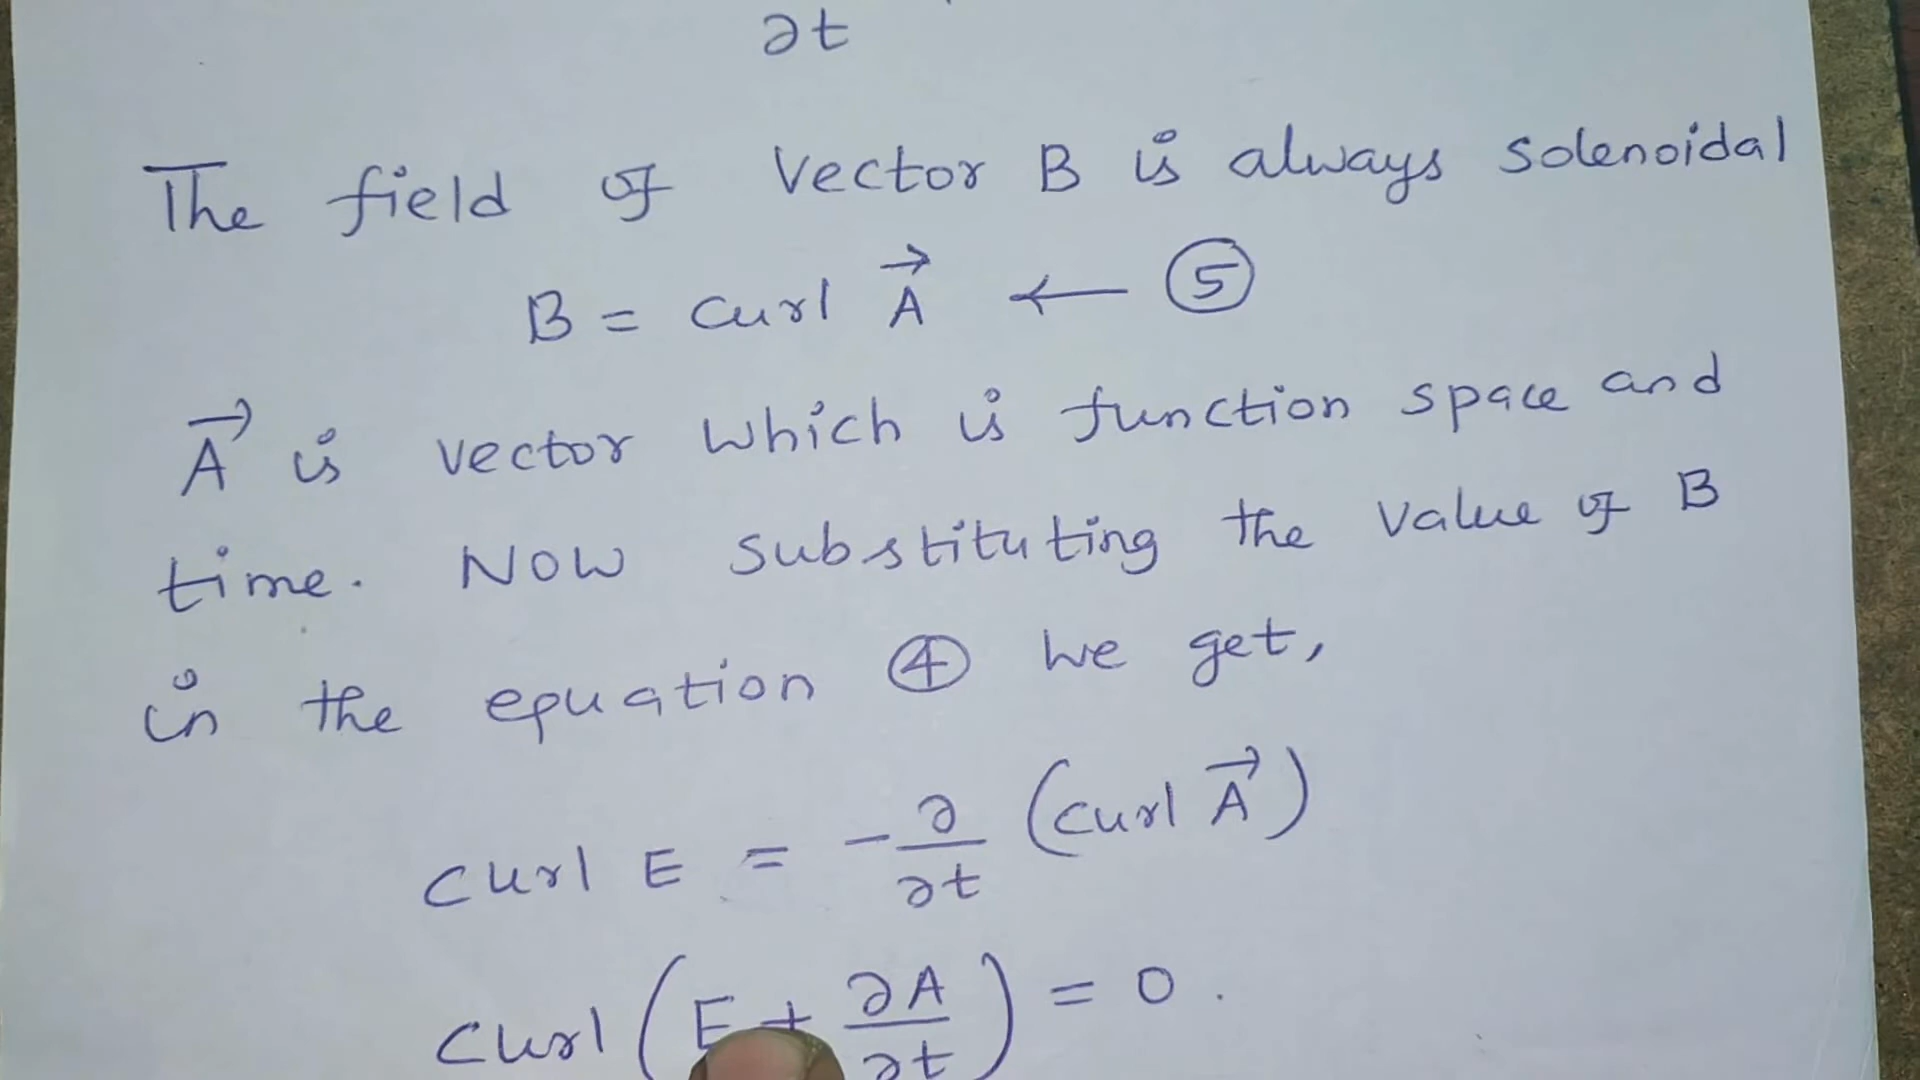 ∂t
The field of Vector B is always solenoidal
B = curl A⃗ ← ⑤
A⃗ is vector which is function space and
time. NOW substituting the value of B
in the equation ④ we get,
curl E = -∂/∂t (curl A⃗)
curl (E + ∂A/∂t) = 0.